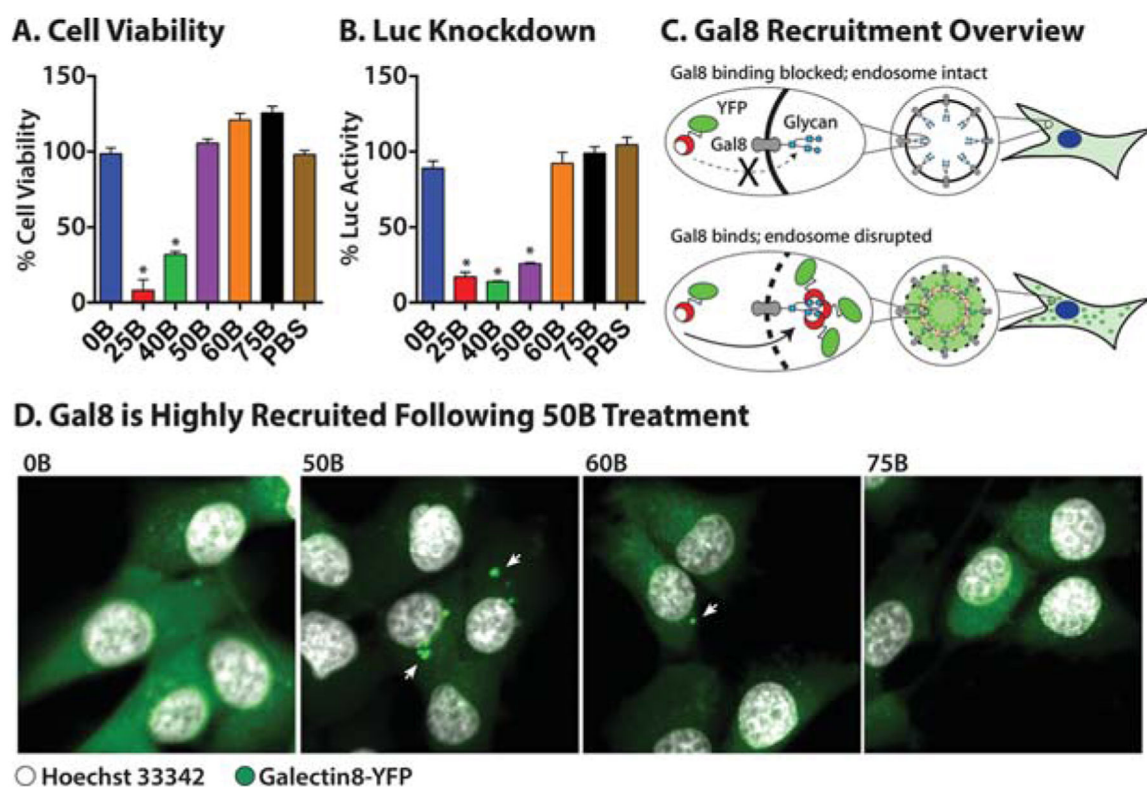 A. Cell Viability
150
100
50
0
% Cell Viability
*
*
0B
25B
40B
50B
60B
75B
PBS
B. Luc Knockdown
150
100
50
0
% Luc Activity
*
*
*
0B
25B
40B
50B
60B
75B
PBS
C. Gal8 Recruitment Overview
Gal8 binding blocked; endosome intact
YFP
Glycan
Gal8
X
Gal8 binds; endosome disrupted
D. Gal8 is Highly Recruited Following 50B Treatment
0B
50B
60B
75B
Hoechst 33342
Galectin8-YFP